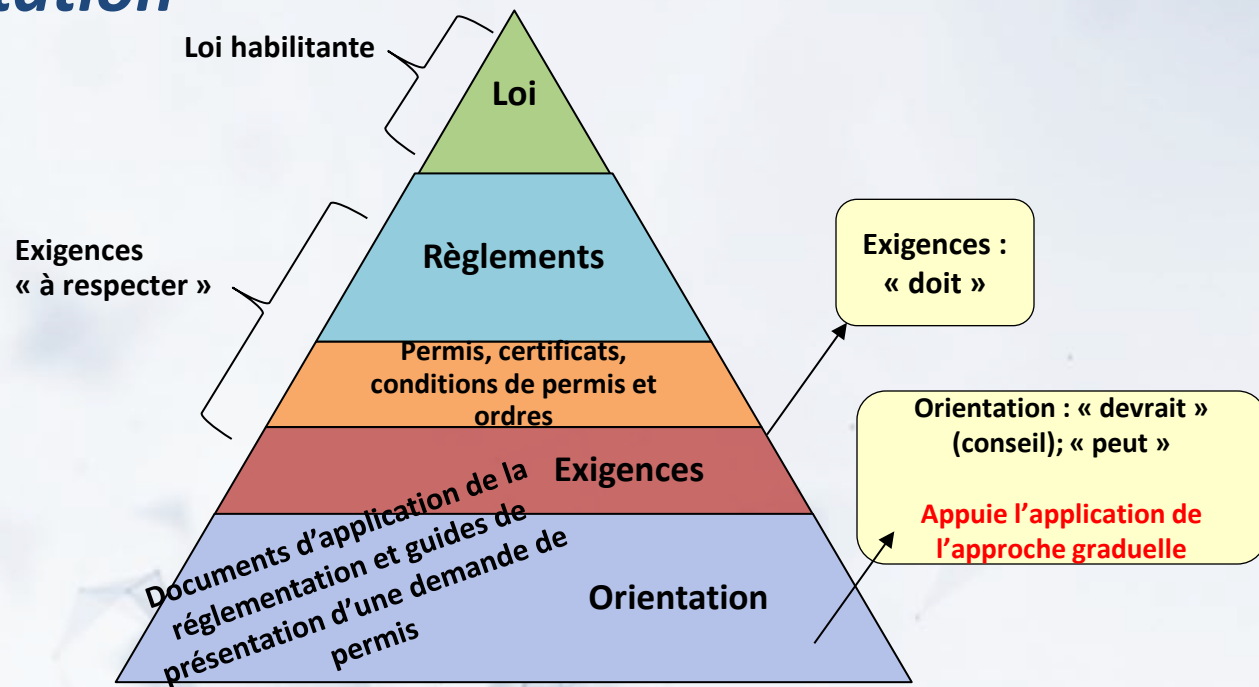 Loi habilitante
Loi
Exigences
« à respecter »
Règlements
Exigences :
« doit »
Permis, certificats,
conditions de permis et
ordres
Orientation : « devrait »
(conseil); « peut »
Appuie l’application de
l’approche graduelle
Exigences
Documents d’application de la
réglementation et guides de
présentation d’une demande de
permis
Orientation